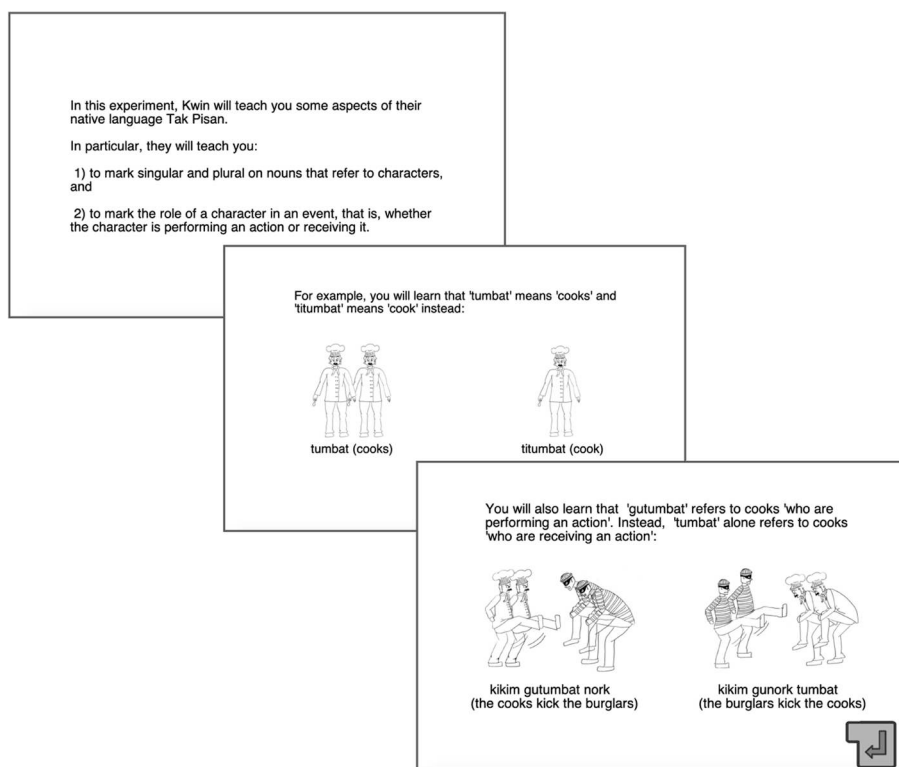 In this experiment, Kwin will teach you some aspects of their
native language Tak Pisan.
In particular, they will teach you:
1) to mark singular and plural on nouns that refer to characters,
and
2) to mark the role of a character in an event, that is, whether
the character is performing an action or receiving it.
For example, you will learn that 'tumbat' means 'cooks' and
'titumbat' means 'cook' instead:
tumbat (cooks)
titumbat (cook)
You will also learn that 'gutumbat' refers to cooks 'who are
performing an action'. Instead, 'tumbat' alone refers to cooks
'who are receiving an action':
kikim gutumbat nork
(the cooks kick the burglars)
kikim gunork tumbat
(the burglars kick the cooks)